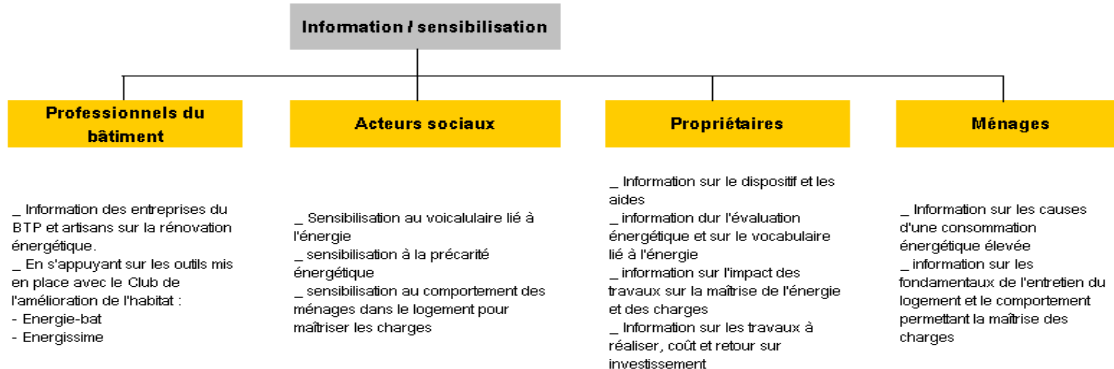 Information / sensibilisation
Professionnels du
bâtiment
Acteurs sociaux
Propriétaires
Ménages
_ Information des entreprises du
BTP et artisans sur la rénovation
énergétique.
_ En s'appuyant sur les outils mis
en place avec le Club de
l'amélioration de l'habitat :
- Energie-bat
- Energissime
_ Sensibilisation au voicalulaire lié à
l'énergie
_ sensibilisation à la précarité
énergétique
_ sensibilisation au comportement des
ménages dans le logement pour
maîtriser les charges
_ Information sur le dispositif et les
aides
_ information dur l'évaluation
énergétique et sur le vocabulaire
lié à l'énergie
_ information sur l'impact des
travaux sur la maîtrise de l'énergie
et des charges
_ Information sur les travaux à
réaliser, coût et retour sur
investissement
_ Information sur les causes
d'une consommation
énergétique élevée
_ information sur les
fondamentaux de l'entretien du
logement et le comportement
permettant la maîtrise des
charges